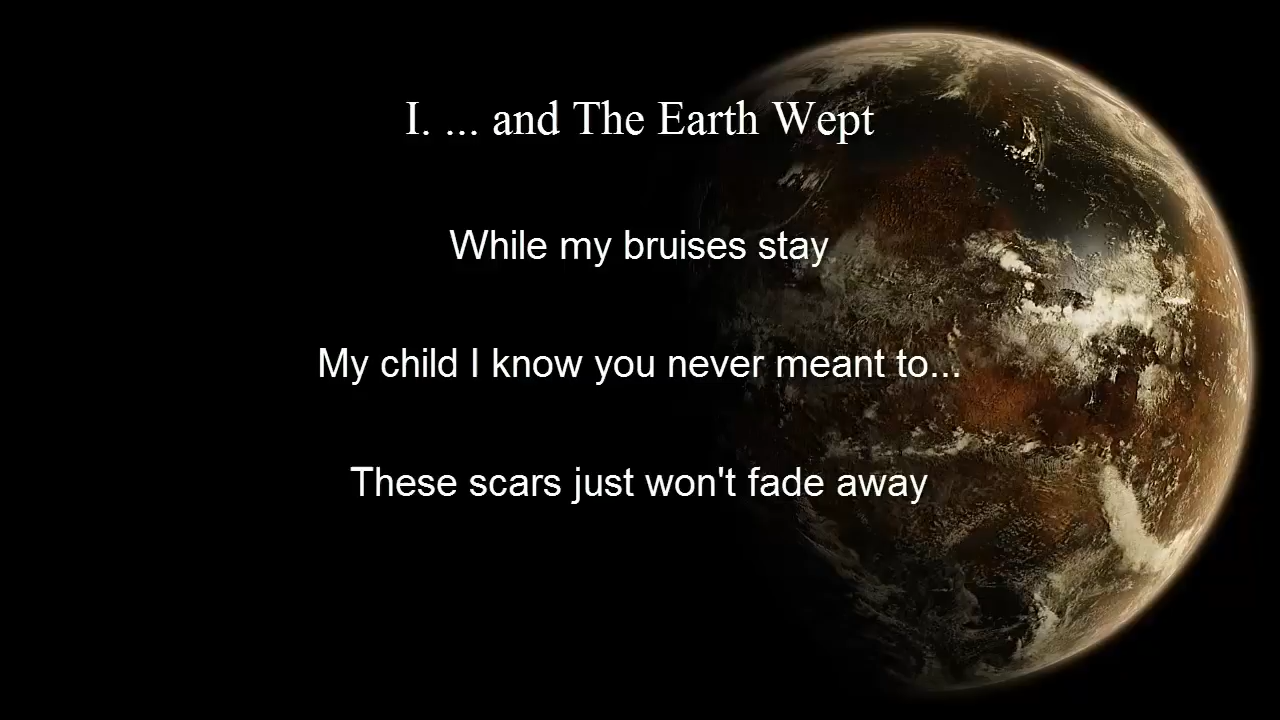 I. ... and The Earth Wept
While my bruises stay
My child I know you never meant to...
These scars just won't fade away